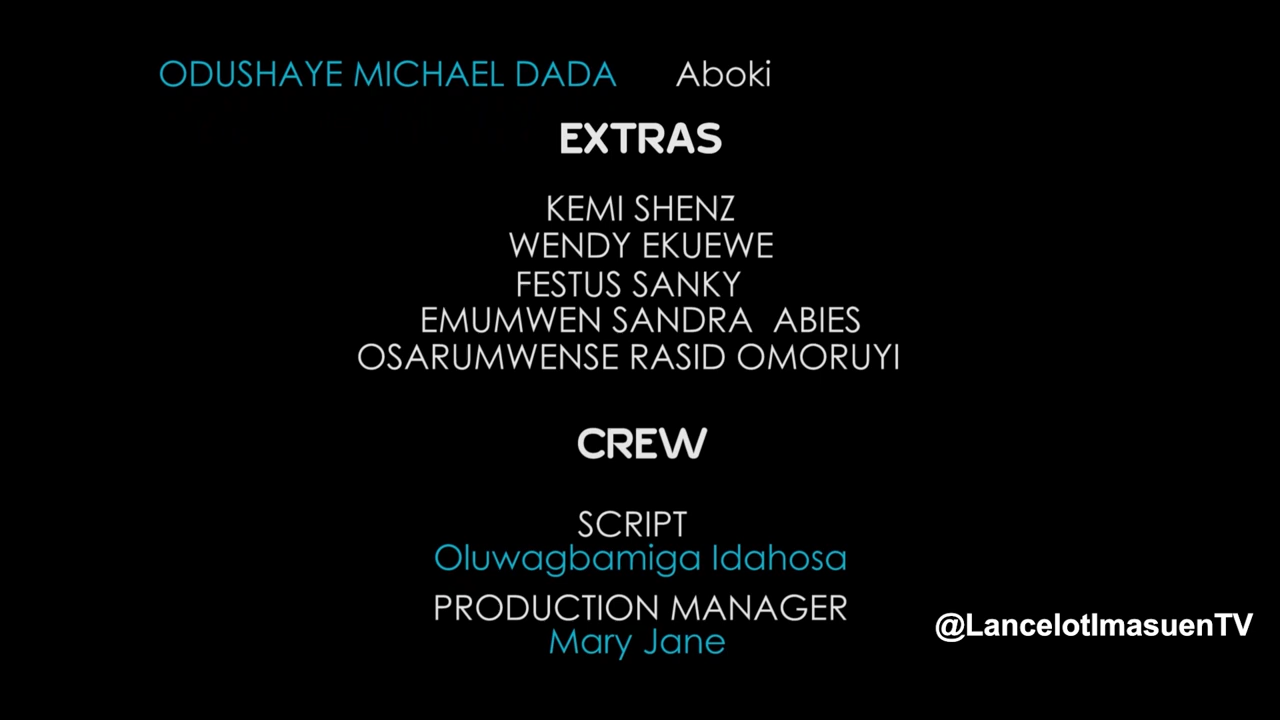 ODUSHAYE MICHAEL DADA Aboki
EXTRAS
KEMI SHENZ
WENDY EKUEWE
FESTUS SANKY
EMUMWEN SANDRA ABIES
OSARUMWENSE RASID OMORUYI
CREW
SCRIPT
Oluwagbamiga Idahosa
PRODUCTION MANAGER
Mary Jane
@LancelotImasuenTV